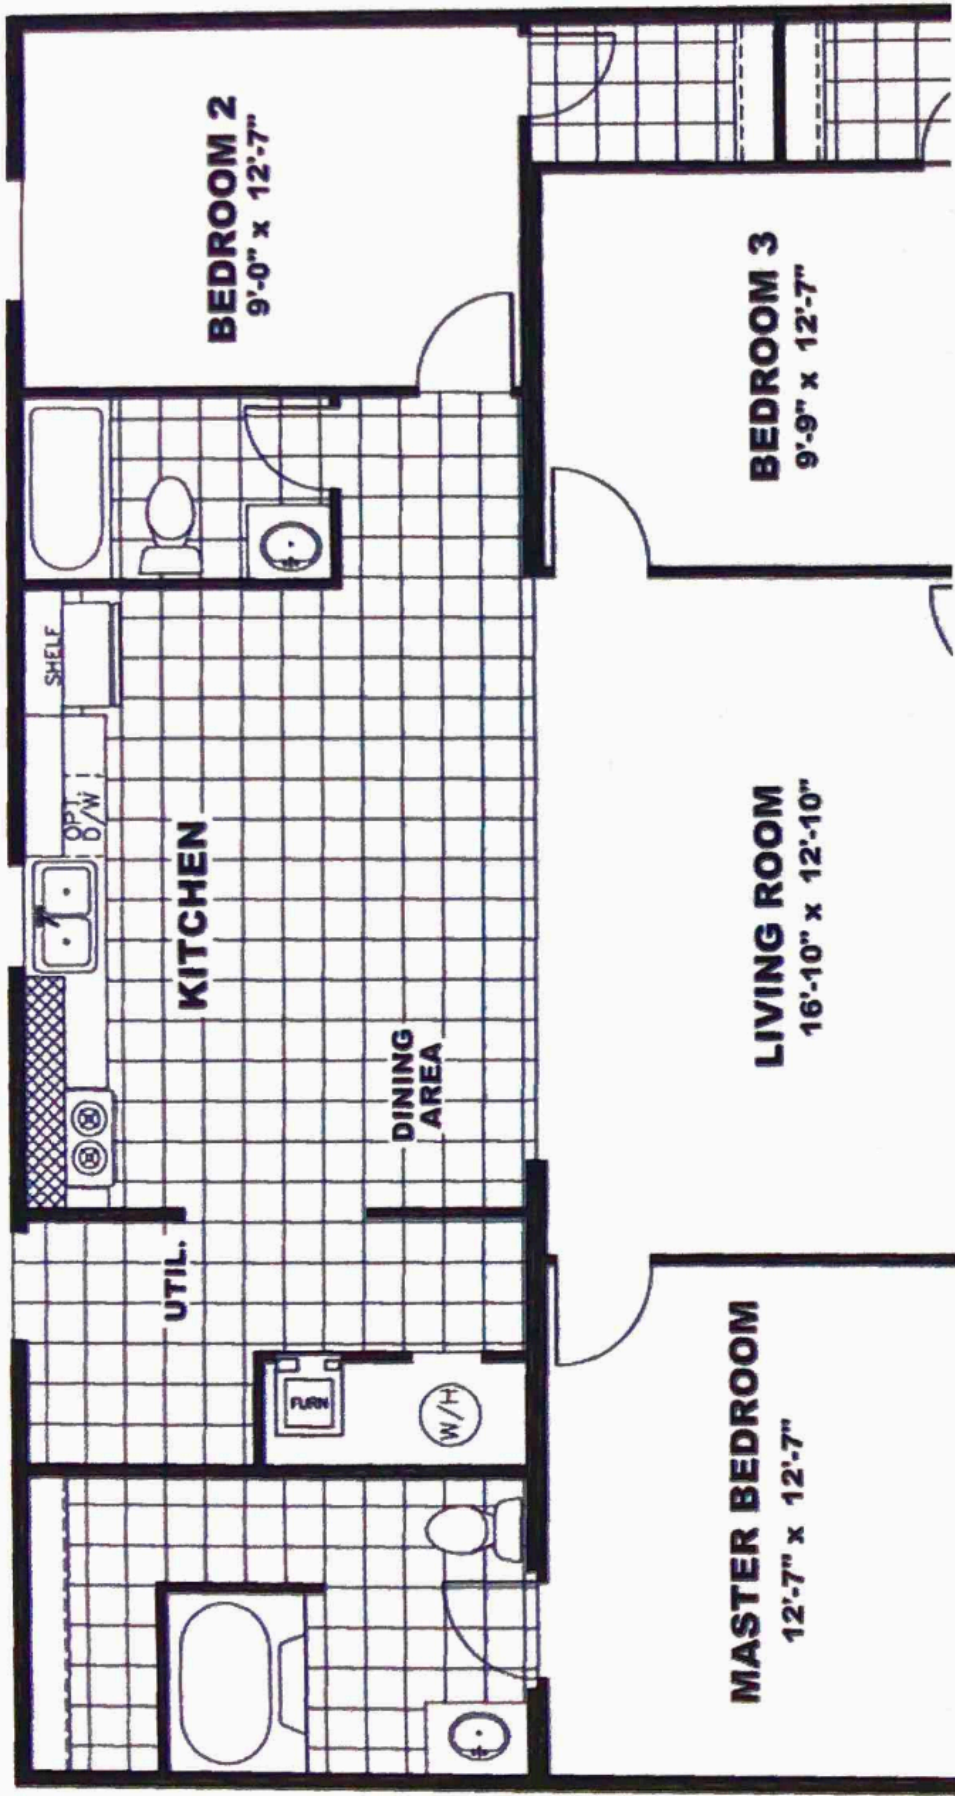 BEDROOM 2
9'-0" x 12'-7"
BEDROOM 3
9'-9" x 12'-7"
SHELF
OPT.
D/W
KITCHEN
DINING
AREA
LIVING ROOM
16'-10" x 12'-10"
UTIL.
FURN
W/H
MASTER BEDROOM
12'-7" x 12'-7"